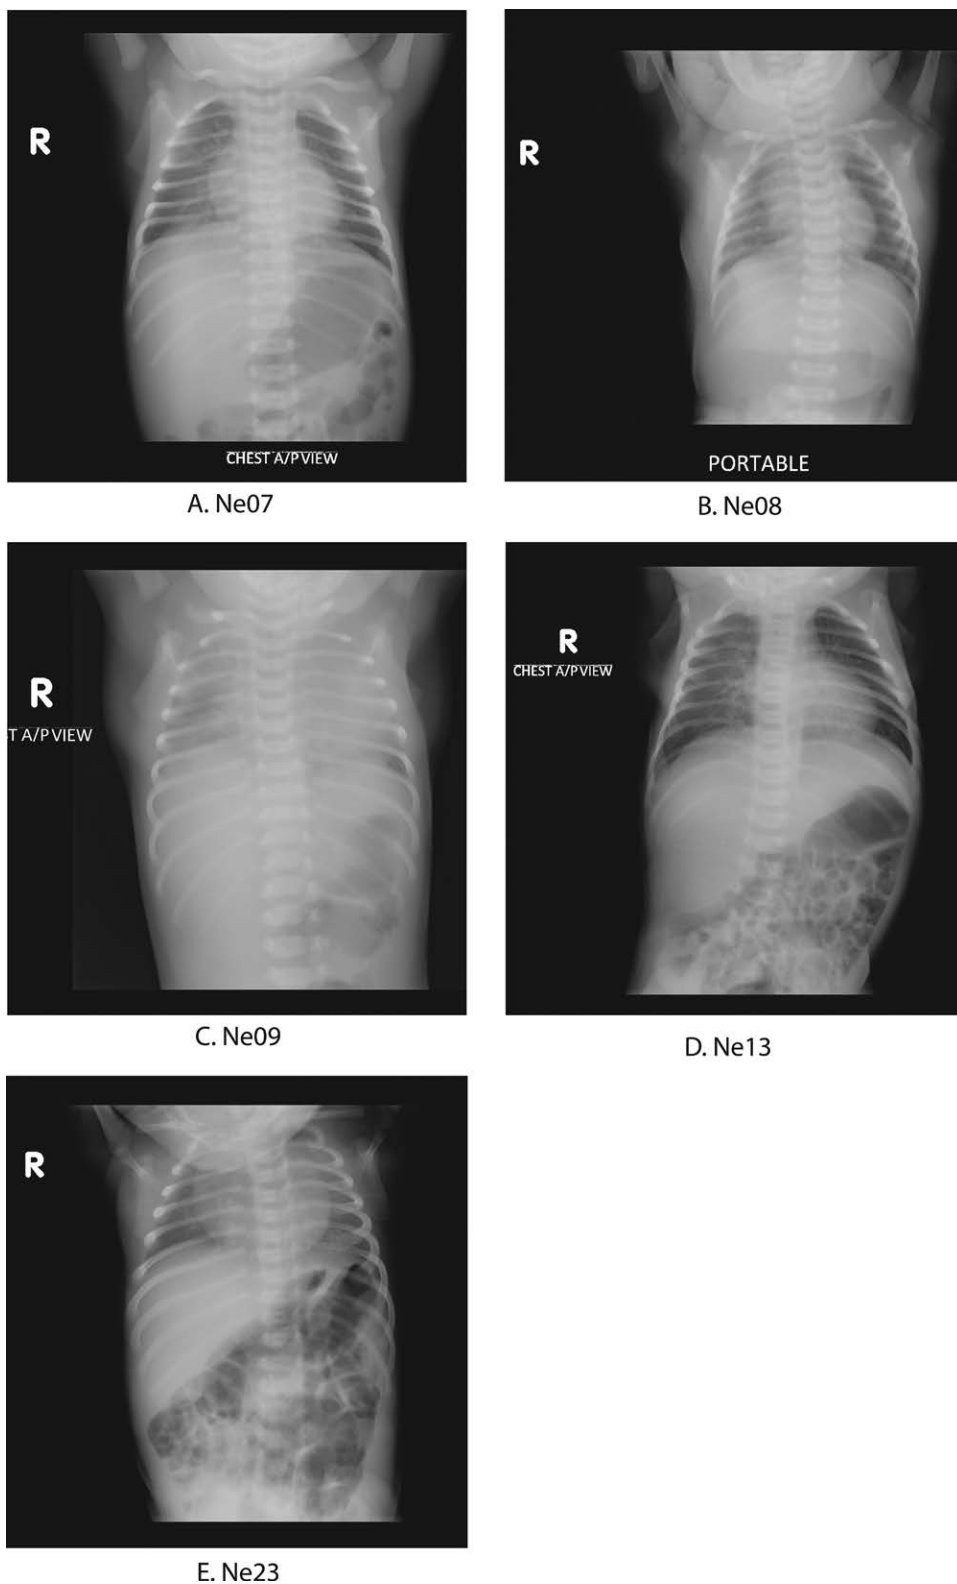 R
CHEST A/P VIEW
A. Ne07
R
PORTABLE
B. Ne08
R
T A/P VIEW
C. Ne09
R
CHEST A/P VIEW
D. Ne13
R
E. Ne23